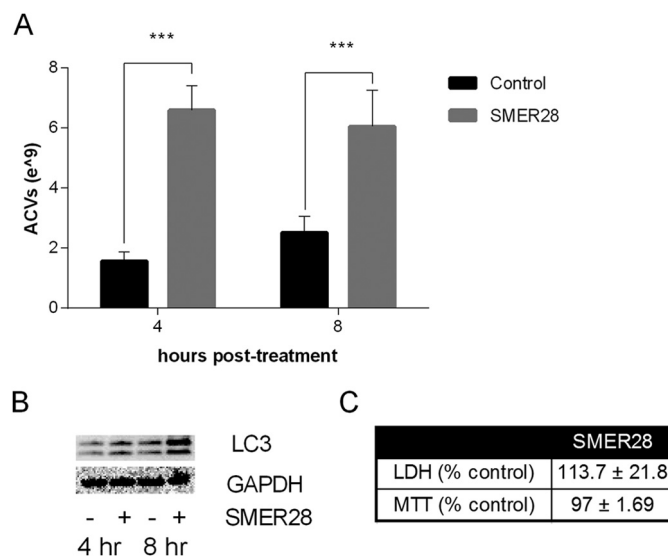 A
*** ***
8
6
4
2
0
ACVs (e^9)
Control
SMER28
4 8
hours post-treatment
B
LC3
GAPDH
- + - + SMER28
4 hr 8 hr
C
SMER28
LDH (% control) 113.7 ± 21.8
MTT (% control) 97 ± 1.69